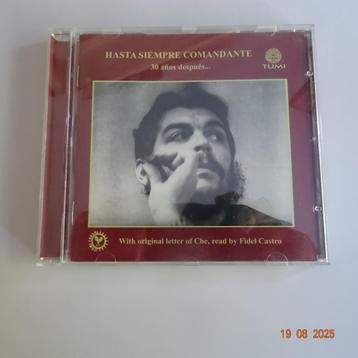 HASTA SIEMPRE COMANDANTE
30 años después...
TUMI
With original letter of Che, read by Fidel Castro
19 08 2025